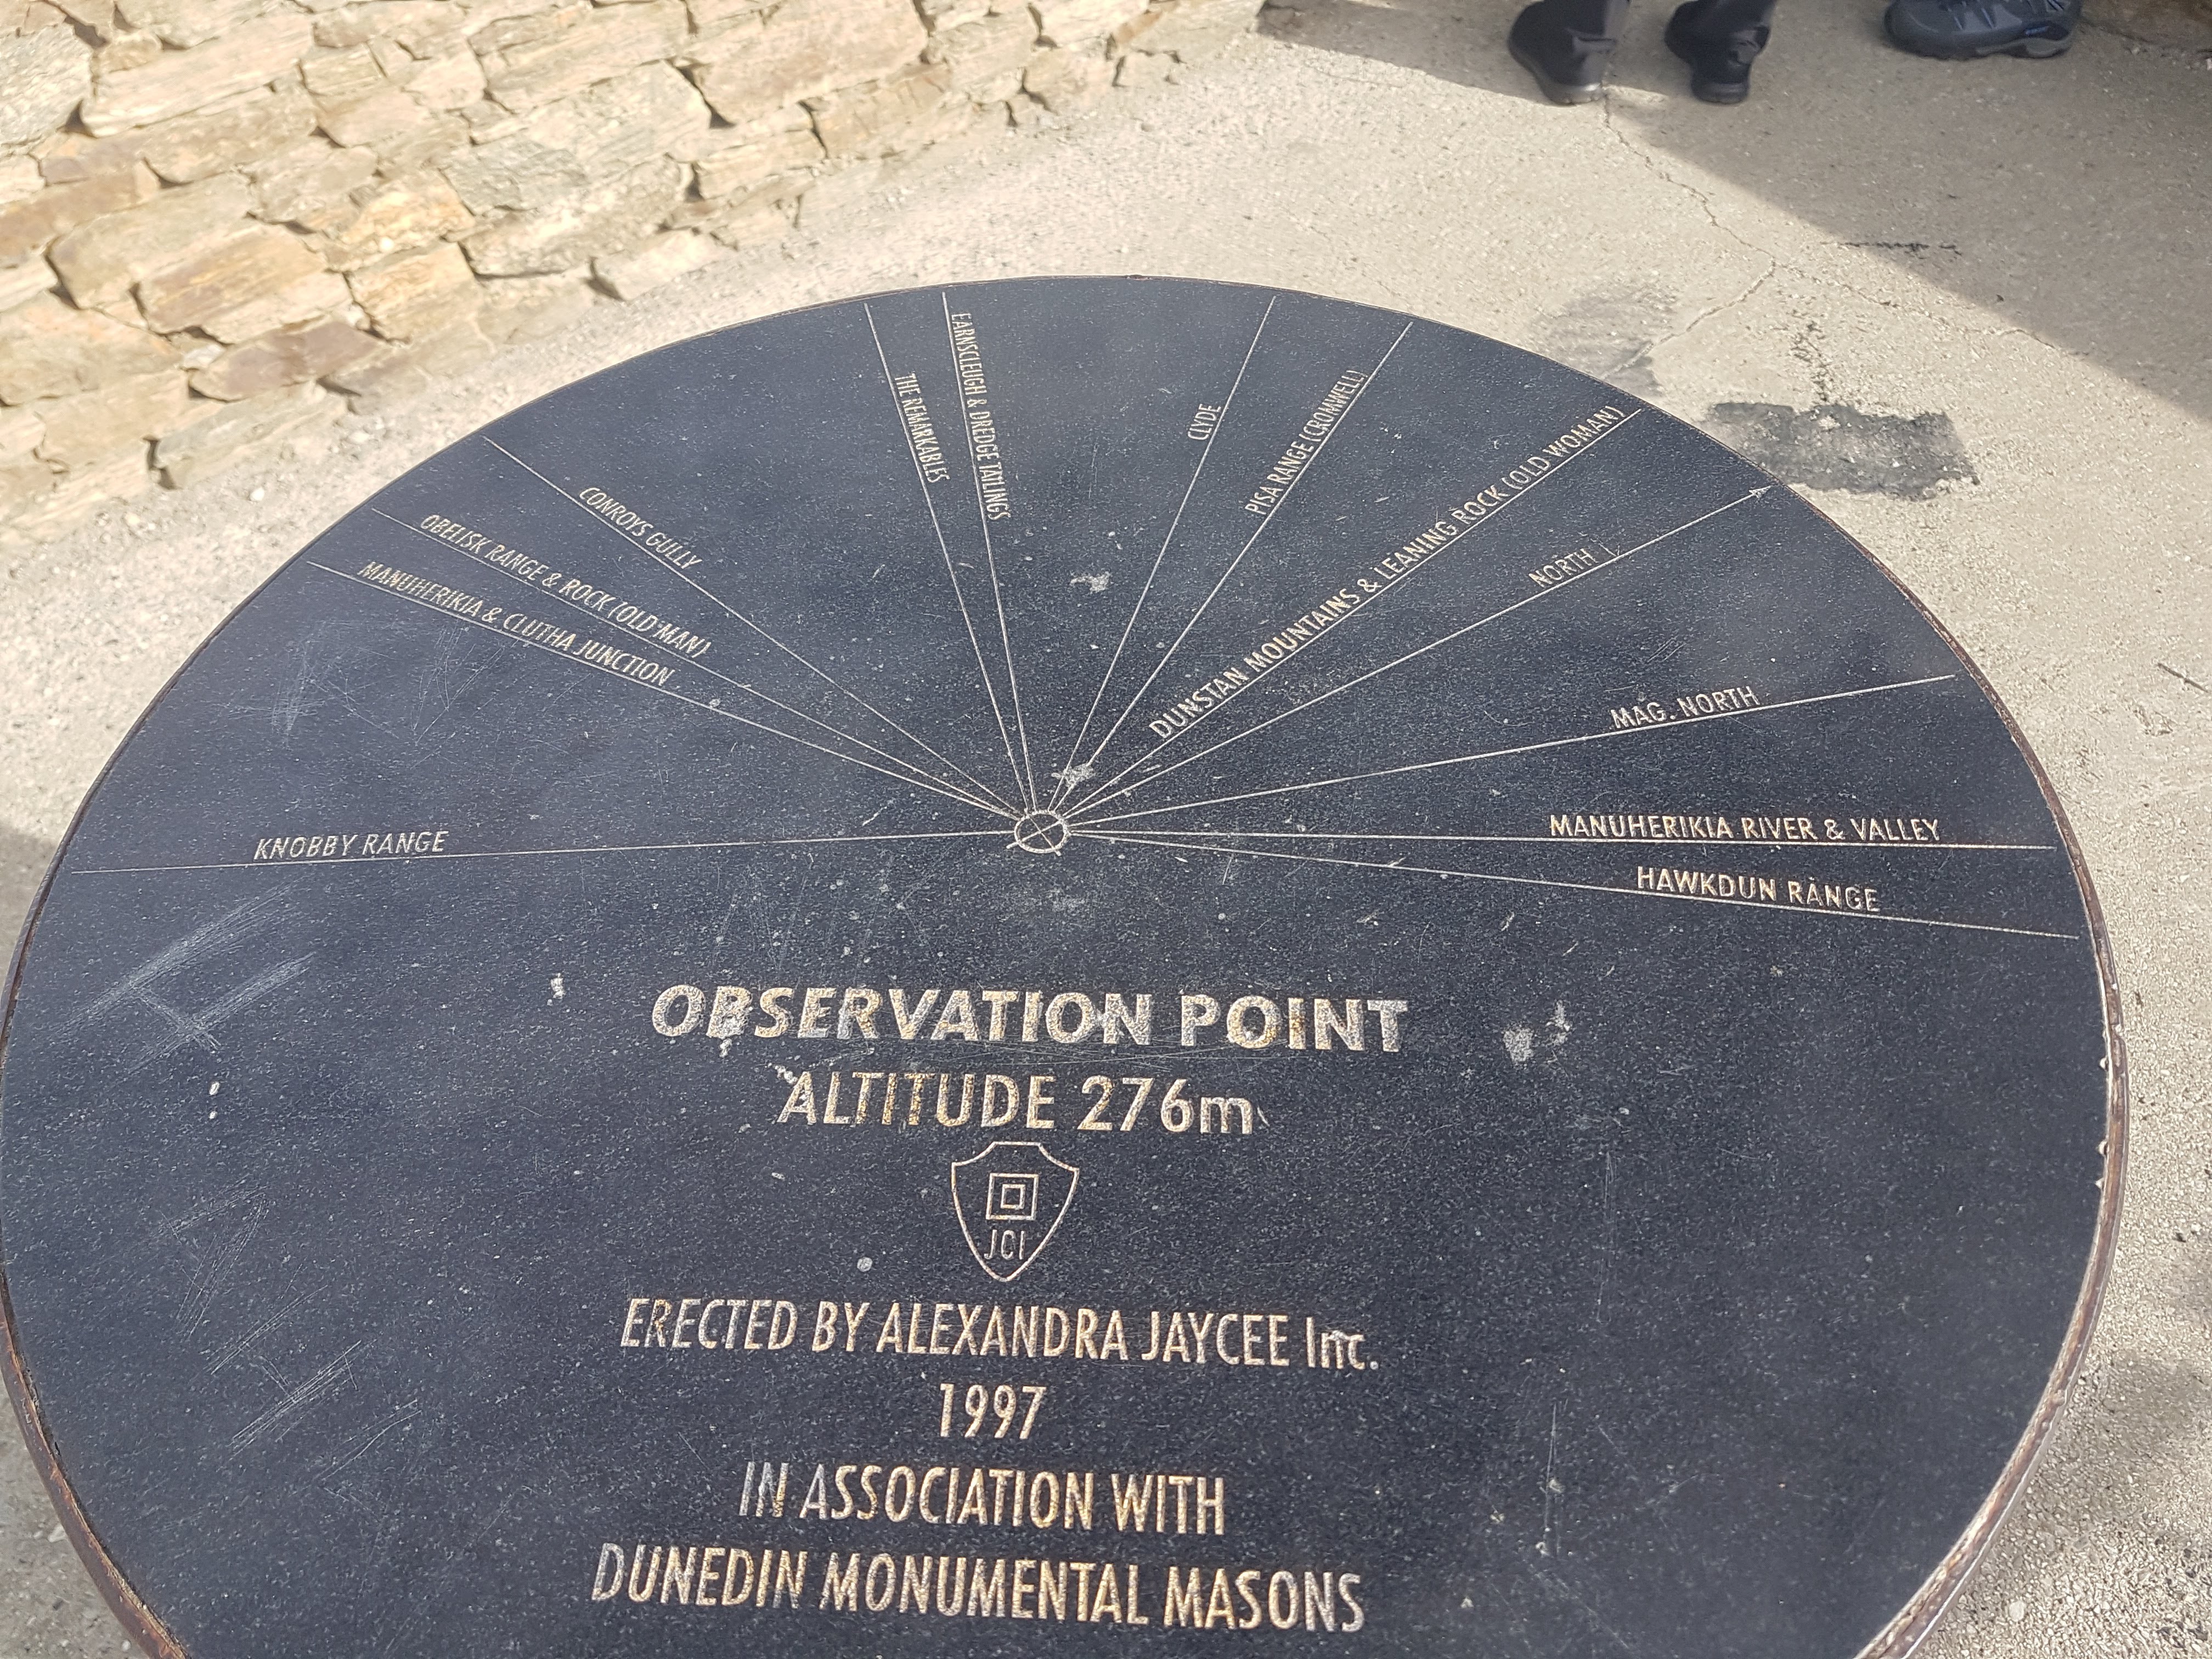 KNOBBY RANGE
MANUHERIKIA & CLUTHA JUNCTION
OBELISK RANGE & ROCK (OLD MAN)
CONROYS GULLY
THE REMARKABLES
EARNSCLEUGH & DREDGE TAILINGS
CLYDE
PISA RANGE (CROMWELL)
DUNSTAN MOUNTAINS & LEANING ROCK (OLD WOMAN)
NORTH
MAG. NORTH
MANUHERIKIA RIVER & VALLEY
HAWKDUN RANGE
OBSERVATION POINT
ALTITUDE 276m
JCI
ERECTED BY ALEXANDRA JAYCEE Inc.
1997
IN ASSOCIATION WITH
DUNEDIN MONUMENTAL MASONS